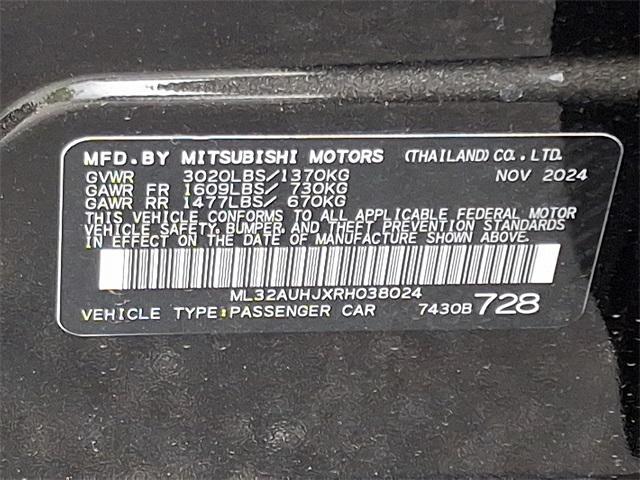 MFD.BY MITSUBISHI MOTORS (THAILAND)CO.,LTD.
GVWR 3020LBS/1370KG NOV 2024
GAWR FR 1609LBS/ 730KG
GAWR RR 1477LBS/ 670KG
THIS VEHICLE CONFORMS TO ALL APPLICABLE FEDERAL MOTOR
VEHICLE SAFETY, BUMPER, AND THEFT PREVENTION STANDARDS
IN EFFECT ON THE DATE OF MANUFACTURE SHOWN ABOVE.
ML32AUHJXRH038024
VEHICLE TYPE:PASSENGER CAR 7430B 728